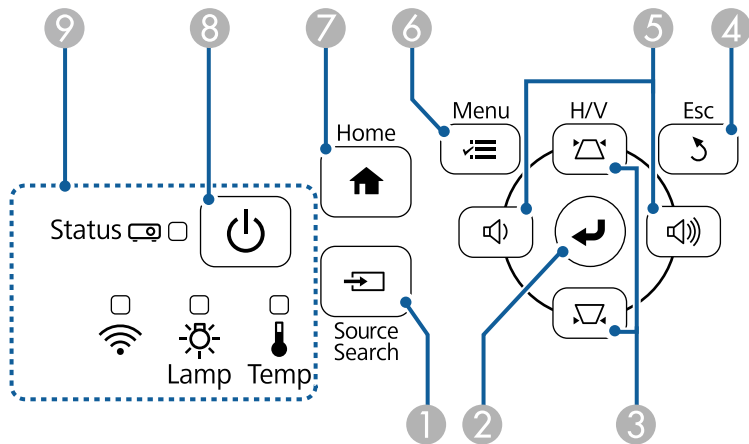 9
8
7
6
5
4
Menu
H/V
Esc
Home
Status
Source
Search
Lamp
Temp
1
2
3